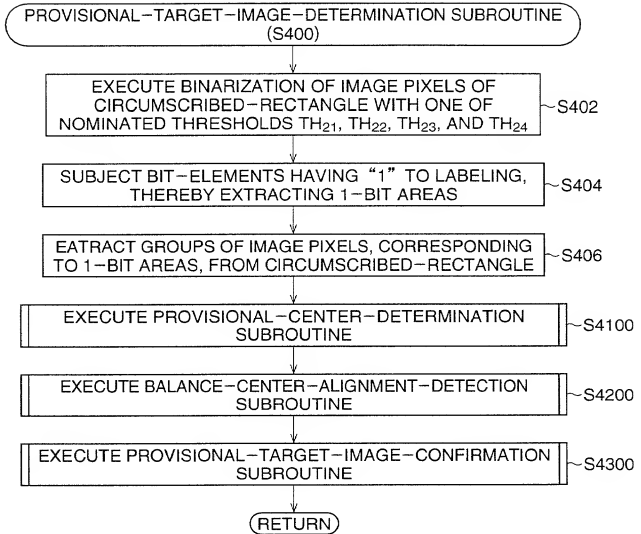 PROVISIONAL-TARGET-IMAGE-DETERMINATION SUBROUTINE
(S400)
EXECUTE BINARIZATION OF IMAGE PIXELS OF
CIRCUMSCRIBED-RECTANGLE WITH ONE OF
NOMINATED THRESHOLDS TH21, TH22, TH23, AND TH24
S402
SUBJECT BIT-ELEMENTS HAVING "1" TO LABELING,
THEREBY EXTRACTING 1-BIT AREAS
S404
EATRACT GROUPS OF IMAGE PIXELS, CORRESPONDING
TO 1-BIT AREAS, FROM CIRCUMSCRIBED-RECTANGLE
S406
EXECUTE PROVISIONAL-CENTER-DETERMINATION
SUBROUTINE
S4100
EXECUTE BALANCE-CENTER-ALIGNMENT-DETECTION
SUBROUTINE
S4200
EXECUTE PROVISIONAL-TARGET-IMAGE-CONFIRMATION
SUBROUTINE
S4300
RETURN